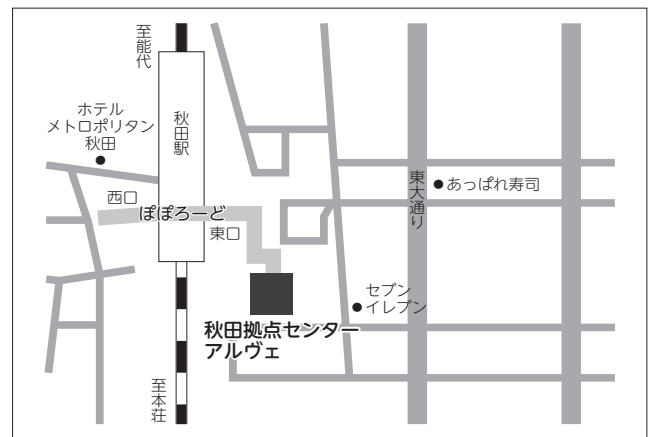 至能代
秋田駅
ホテル
メトロポリタン
秋田
西口
ぽぽろーど
東口
東大通り
あっぱれ寿司
セブン
イレブン
秋田拠点センター
アルヴェ
至本荘